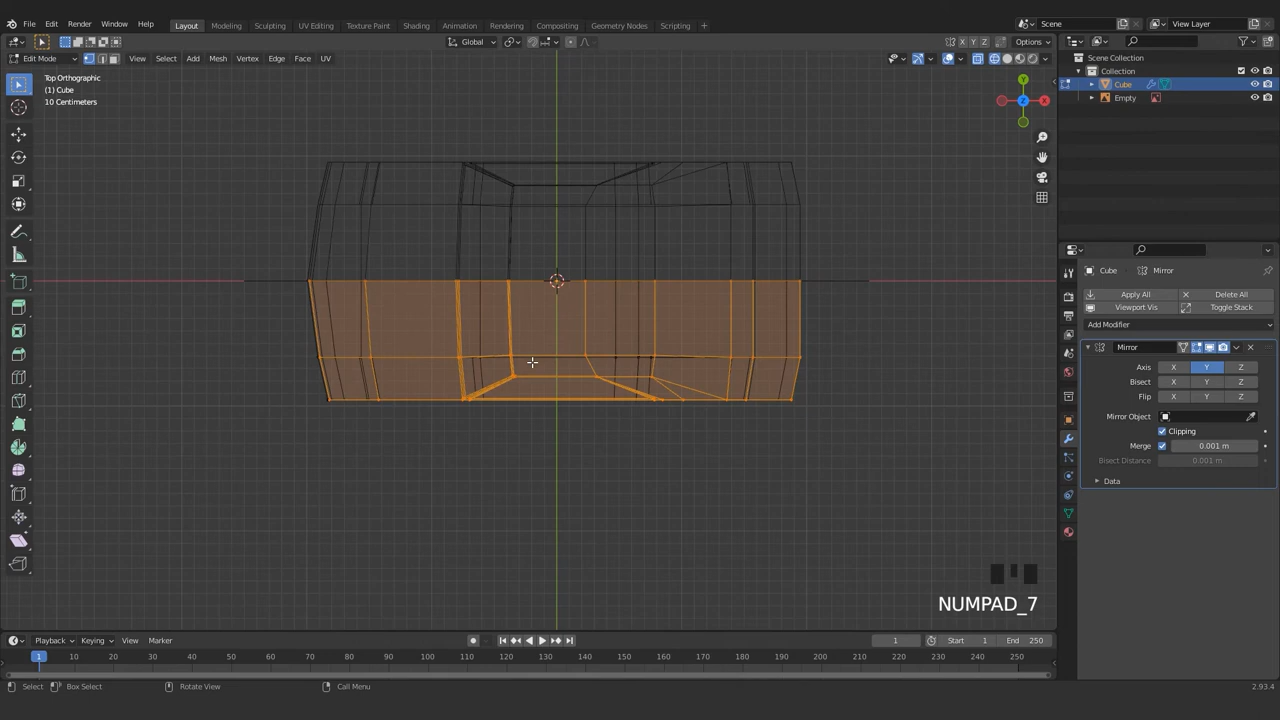 File Edit Render Window Help Layout Modeling Sculpting UV Editing Texture Paint Shading Animation Rendering Compositing Geometry Nodes Scripting + Scene View Layer
Global X Y Z Options
Edit Mode View Select Add Mesh Vertex Edge Face UV
Top Orthographic
(1) Cube
10 Centimeters
Y
Z
X
NUMPAD_7
Scene Collection
Collection
Cube
Empty
Cube Mirror
Apply All Delete All
Viewport Vis Toggle Stack
Add Modifier
Mirror
Axis X Y Z
Bisect X Y Z
Flip X Y Z
Mirror Object
Clipping
Merge 0.001 m
Bisect Distance 0.001 m
Data
Playback Keying View Marker 1 Start 1 End 250
1 10 20 30 40 50 60 70 80 90 100 110 120 130 140 150 160 170 180 190 200 210 220 230 240 250
Select Box Select Rotate View Call Menu 2.93.4